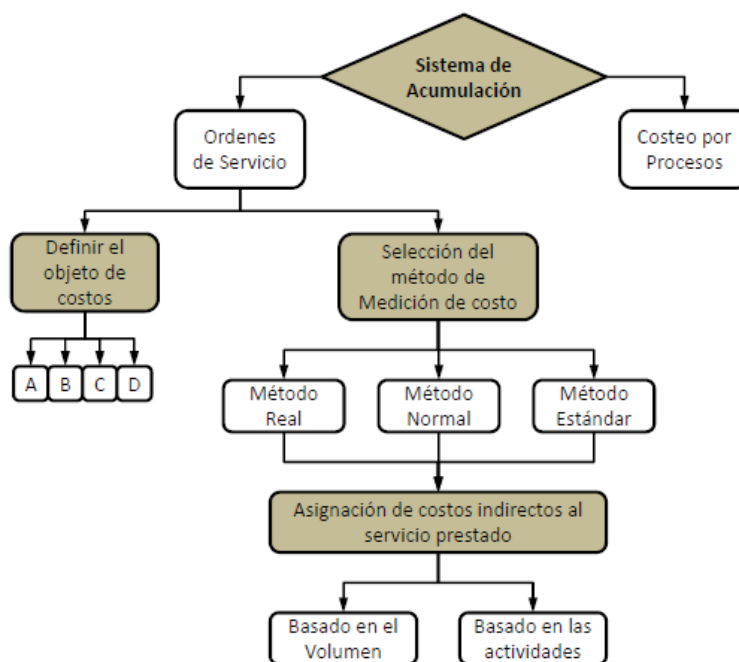 Sistema de
Acumulación
Ordenes
de Servicio
Costeo por
Procesos
Definir el
objeto de
costos
Selección del
método de
Medición de costo
A
B
C
D
Método
Real
Método
Normal
Método
Estándar
Asignación de costos indirectos al
servicio prestado
Basado en el
Volumen
Basado en las
actividades